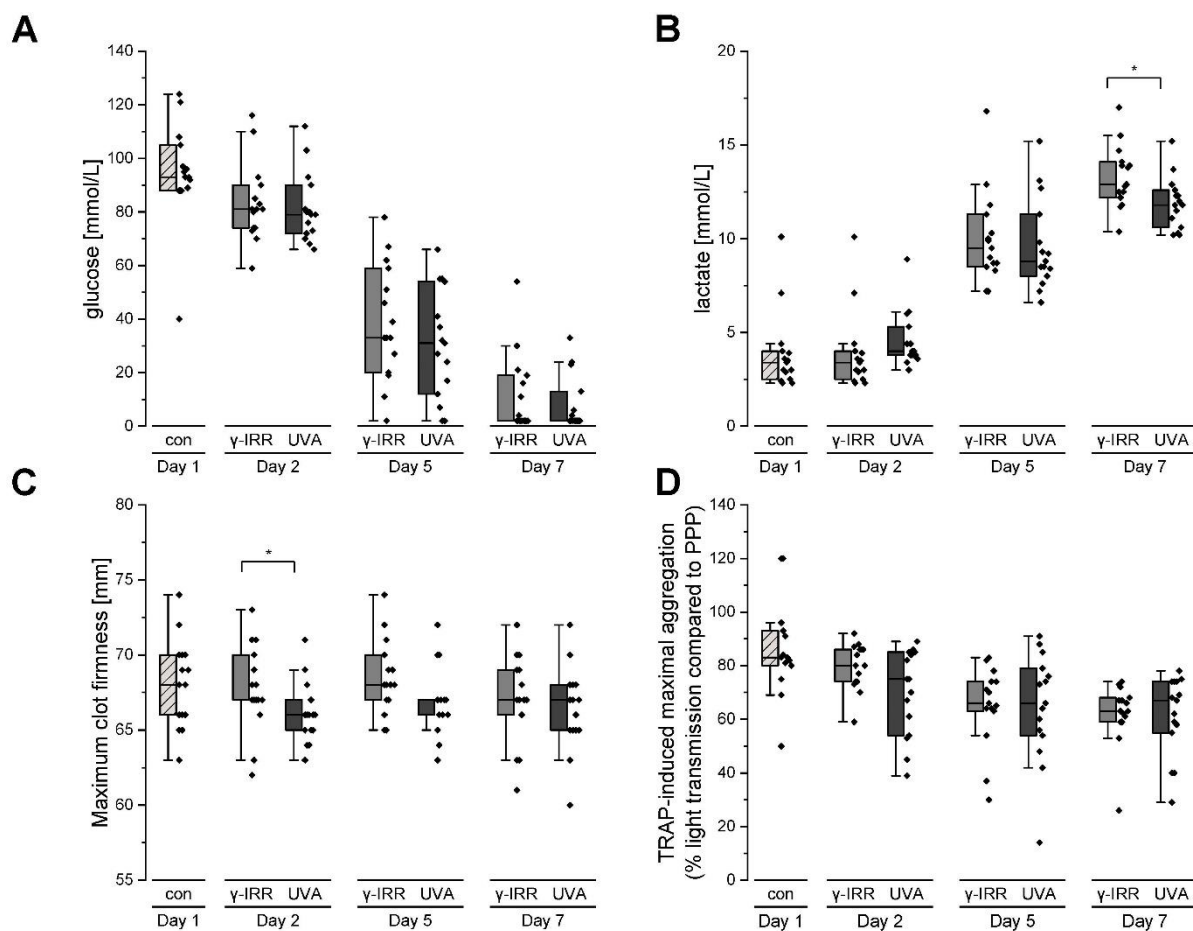 A
glucose [mmol/L]
140
120
100
80
60
40
20
0
con γ-IRR UVA γ-IRR UVA γ-IRR UVA
Day 1 Day 2 Day 5 Day 7
B
lactate [mmol/L]
20
15
10
5
0
*
con γ-IRR UVA γ-IRR UVA γ-IRR UVA
Day 1 Day 2 Day 5 Day 7
C
Maximum clot firmness [mm]
80
75
70
65
60
55
*
con γ-IRR UVA γ-IRR UVA γ-IRR UVA
Day 1 Day 2 Day 5 Day 7
D
TRAP-induced maximal aggregation
(% light transmission compared to PPP)
140
120
100
80
60
40
20
0
con γ-IRR UVA γ-IRR UVA γ-IRR UVA
Day 1 Day 2 Day 5 Day 7